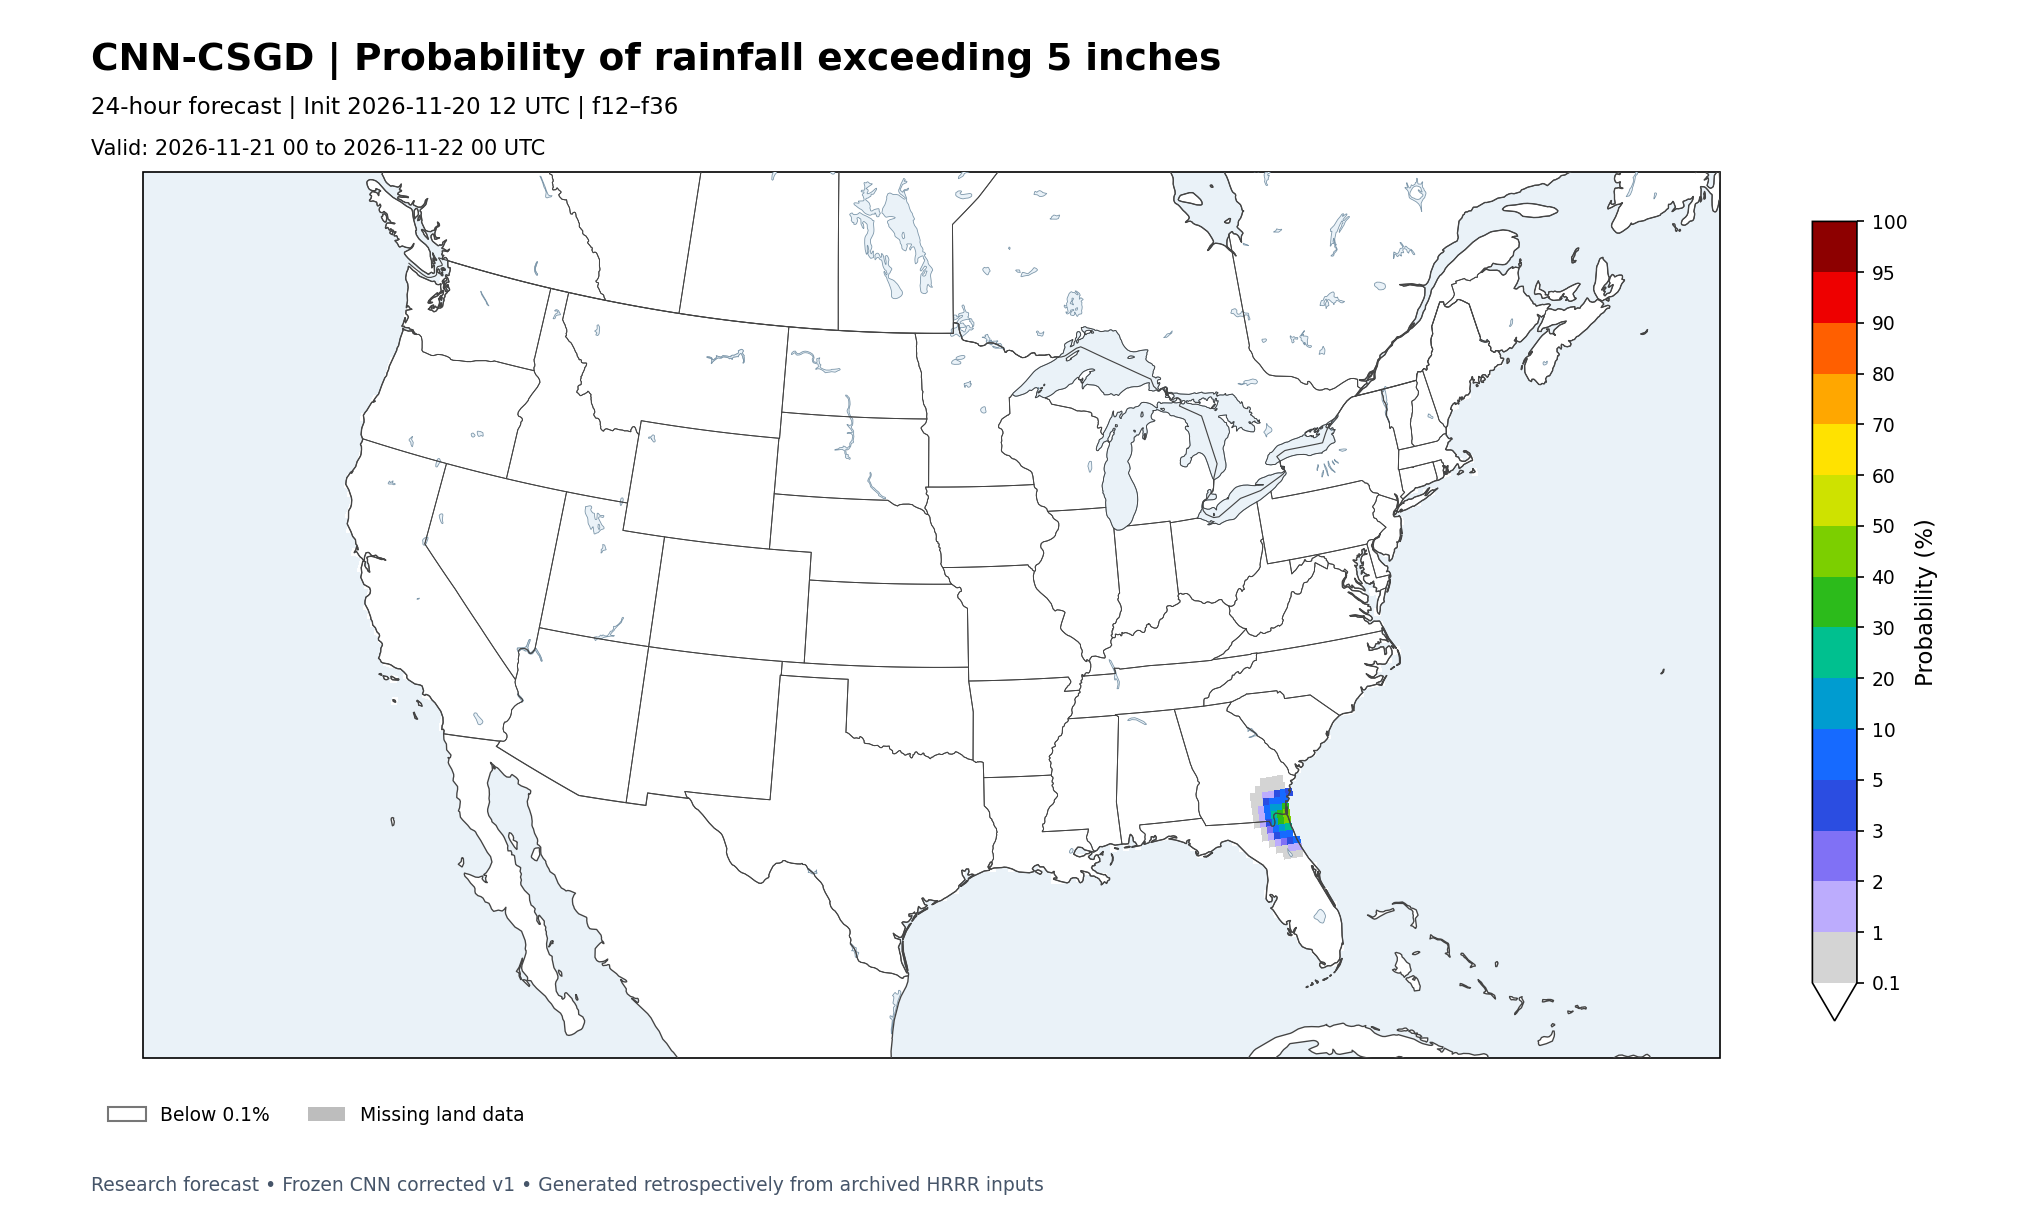 CNN-CSGD | Probability of rainfall exceeding 5 inches
24-hour forecast | Init 2026-11-20 12 UTC | f12–f36
Valid: 2026-11-21 00 to 2026-11-22 00 UTC
100
95
90
80
70
60
50
40
30
20
10
5
3
2
1
0.1
Probability (%)
Below 0.1%
Missing land data
Research forecast • Frozen CNN corrected v1 • Generated retrospectively from archived HRRR inputs